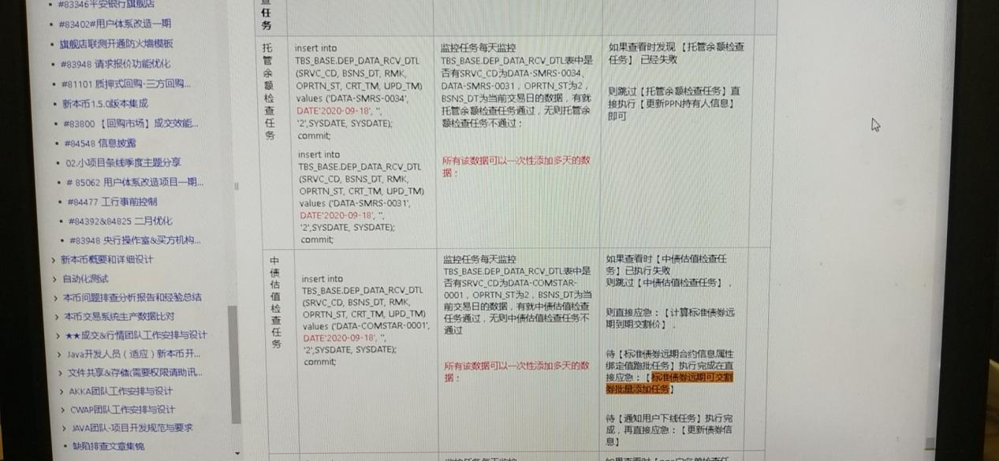 #83346平安银行旗舰店
#83402#用户体系改造一期
旗舰店联测开通防火墙模板
#83948 请求报价功能优化
#81101 质押式回购-三方回购...
新本币1.5.0版本集成
#83800 【回购市场】成交效能...
#84548 信息披露
02.小项目条线季度主题分享
# 85062 用户体系改造项目一期...
#84477 工行事前控制
#84392&84825 二月优化
#83948 央行操作室&买方机构...
新本币概要和详细设计
自动化测试
本币问题排查分析报告和经验总结
本币交易系统生产数据比对
★★成交&行情团队工作安排与设计
Java开发人员（适应）新本币开...
文件共享&存储(需要权限请助讯...
AKKA团队工作安排与设计
CWAP团队工作安排与设计
JAVA团队-项目开发规范与要求
缺陷排查文章集锦
查
任
务
托
管
余
额
检
查
任
务
insert into
TBS_BASE.DEP_DATA_RCV_DTL
(SRVC_CD, BSNS_DT, RMK,
OPRTN_ST, CRT_TM, UPD_TM)
values ('DATA-SMRS-0034',
DATE'2020-09-18', '',
'2',SYSDATE, SYSDATE);
commit;
insert into
TBS_BASE.DEP_DATA_RCV_DTL
(SRVC_CD, BSNS_DT, RMK,
OPRTN_ST, CRT_TM, UPD_TM)
values ('DATA-SMRS-0031',
DATE'2020-09-18', '',
'2',SYSDATE, SYSDATE);
commit;
监控任务每天监控
TBS_BASE.DEP_DATA_RCV_DTL表中是
否有SRVC_CD为DATA-SMRS-0034、
DATA-SMRS-0031，OPRTN_ST为2，
BSNS_DT为当前交易日的数据，有就
托管余额检查任务通过，无则托管余
额检查任务不通过；
所有该数据可以一次性添加多天的数
据：
如果查看时发现 【托管余额检查
任务】 已经失败
则跳过【托管余额检查任务】直
接执行【更新PPN持有人信息】
即可
中
债
估
值
检
查
任
务
insert into
TBS_BASE.DEP_DATA_RCV_DTL
(SRVC_CD, BSNS_DT, RMK,
OPRTN_ST, CRT_TM, UPD_TM)
values ('DATA-COMSTAR-0001',
DATE'2020-09-18', '',
'2',SYSDATE, SYSDATE);
commit;
监控任务每天监控
TBS_BASE.DEP_DATA_RCV_DTL表中是
否有SRVC_CD为DATA-COMSTAR-
0001，OPRTN_ST为2，BSNS_DT为当
前交易日的数据，有就中债估值检查
任务通过，无则中债估值检查任务不
通过
所有该数据可以一次性添加多天的数
据：
如果查看时【中债估值检查任
务】已执行失败
则跳过【中债估值检查任务】，
则直接应急：【计算标准债券远
期到期交割价】，
待【标准债券远期合约信息属性
绑定值跑批任务】执行完成在直
接应急：【标准债券远期可交割
券批量添加任务】
待【通知用户下线任务】执行完
成，再直接应急：【更新债券信
息】
监控任务每天监控